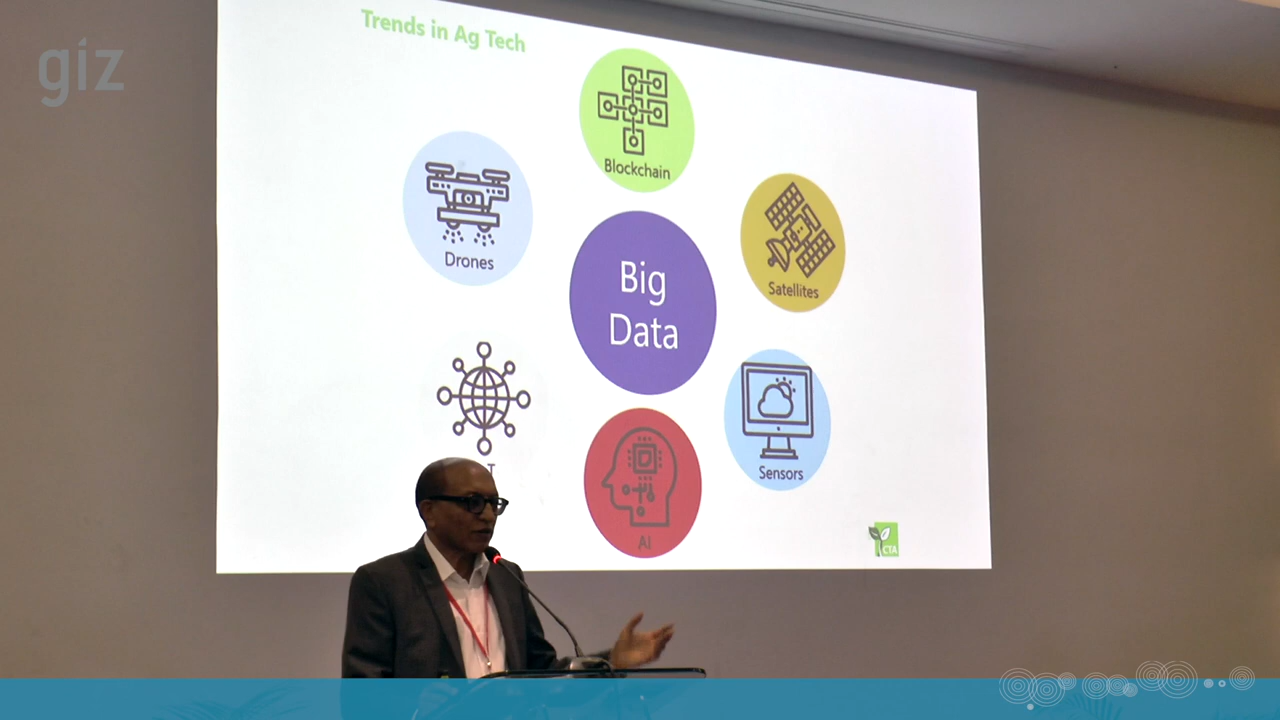 giz
Trends in Ag Tech
Blockchain
Drones
Satellites
Big
Data
Sensors
AI
CTA